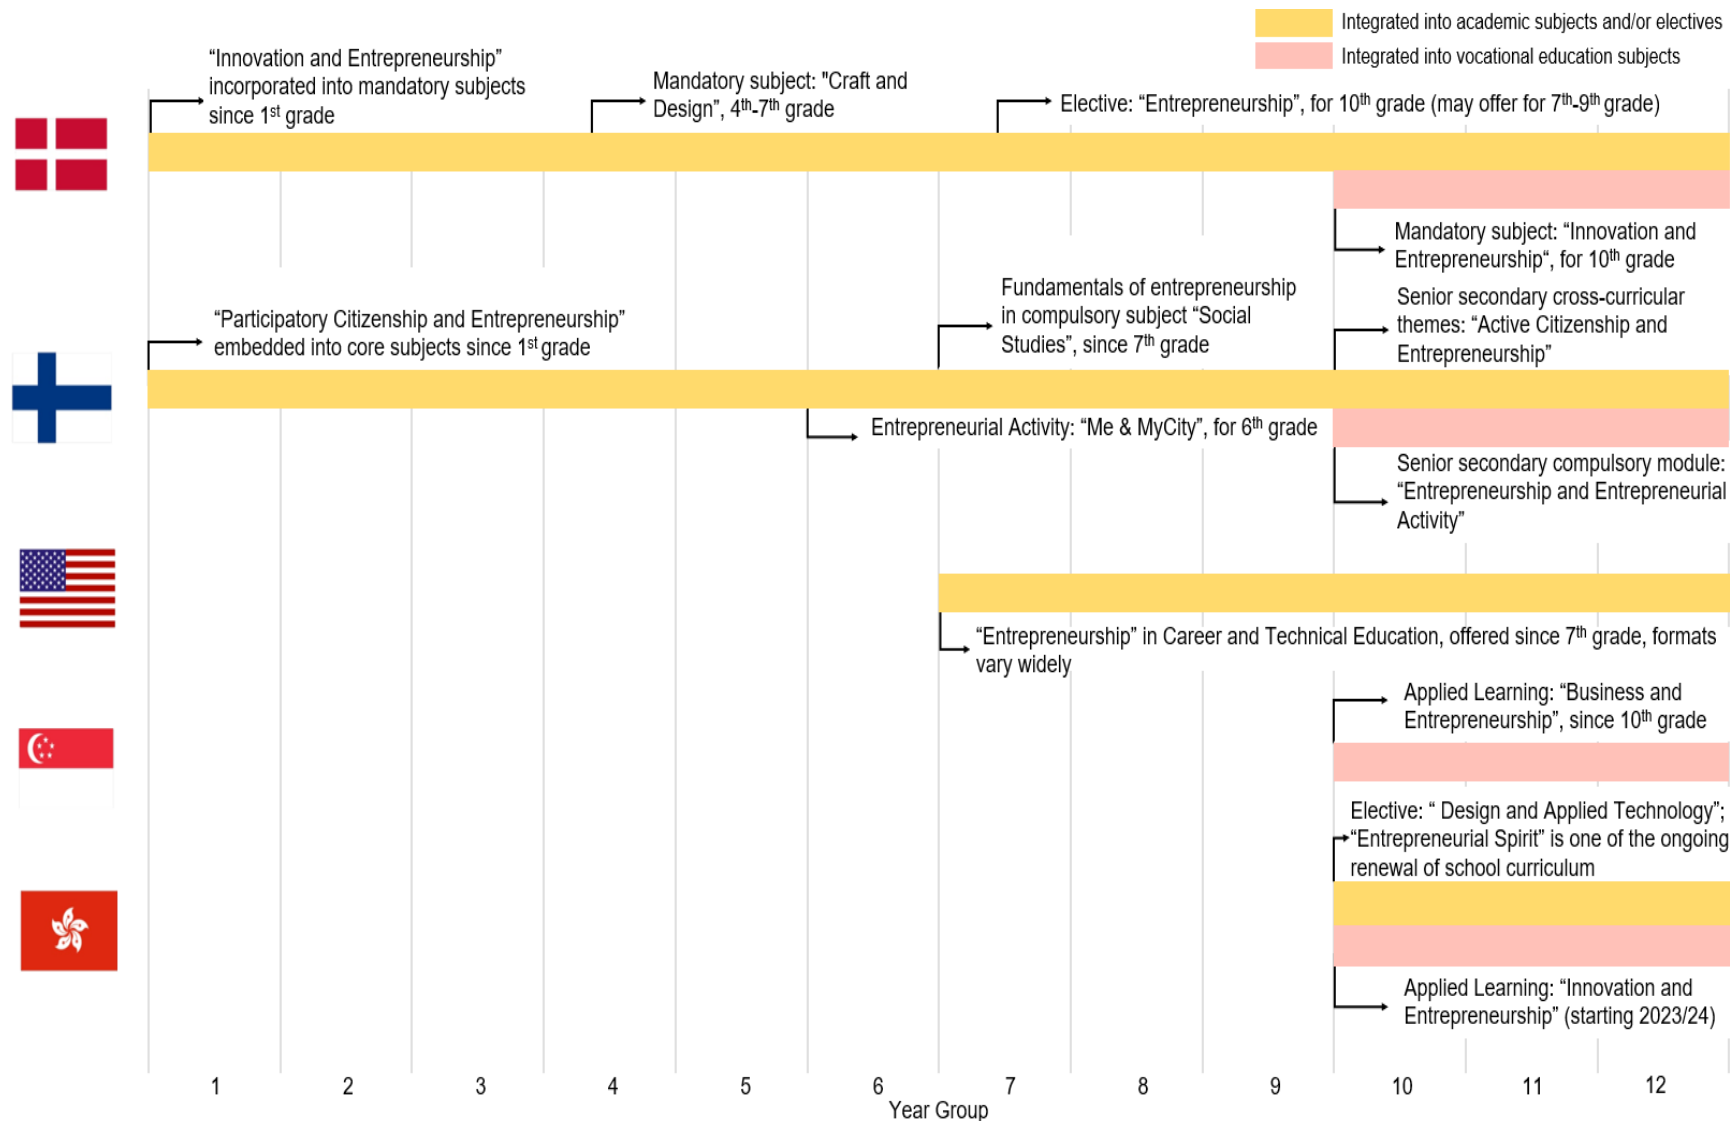 Integrated into academic subjects and/or electives
Integrated into vocational education subjects
“Innovation and Entrepreneurship”
incorporated into mandatory subjects
since 1st grade
Mandatory subject: "Craft and
Design”, 4th-7th grade
Elective: “Entrepreneurship”, for 10th grade (may offer for 7th-9th grade)
Mandatory subject: “Innovation and
Entrepreneurship“, for 10th grade
“Participatory Citizenship and Entrepreneurship”
embedded into core subjects since 1st grade
Fundamentals of entrepreneurship
in compulsory subject “Social
Studies”, since 7th grade
Senior secondary cross-curricular
themes: “Active Citizenship and
Entrepreneurship”
Entrepreneurial Activity: “Me & MyCity”, for 6th grade
Senior secondary compulsory module:
“Entrepreneurship and Entrepreneurial
Activity”
“Entrepreneurship” in Career and Technical Education, offered since 7th grade, formats
vary widely
Applied Learning: “Business and
Entrepreneurship”, since 10th grade
Elective: “ Design and Applied Technology”;
“Entrepreneurial Spirit” is one of the ongoing
renewal of school curriculum
Applied Learning: “Innovation and
Entrepreneurship” (starting 2023/24)
1 2 3 4 5 6 7 8 9 10 11 12
Year Group